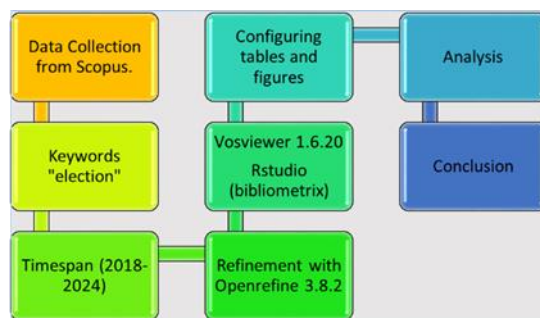 Data Collection
from Scopus.
Keywords
"election"
Timespan (2018-
2024)
Refinement with
Openrefine 3.8.2
Vosviewer 1.6.20
Rstudio
(bibliometrix)
Configuring
tables and
figures
Analysis
Conclusion